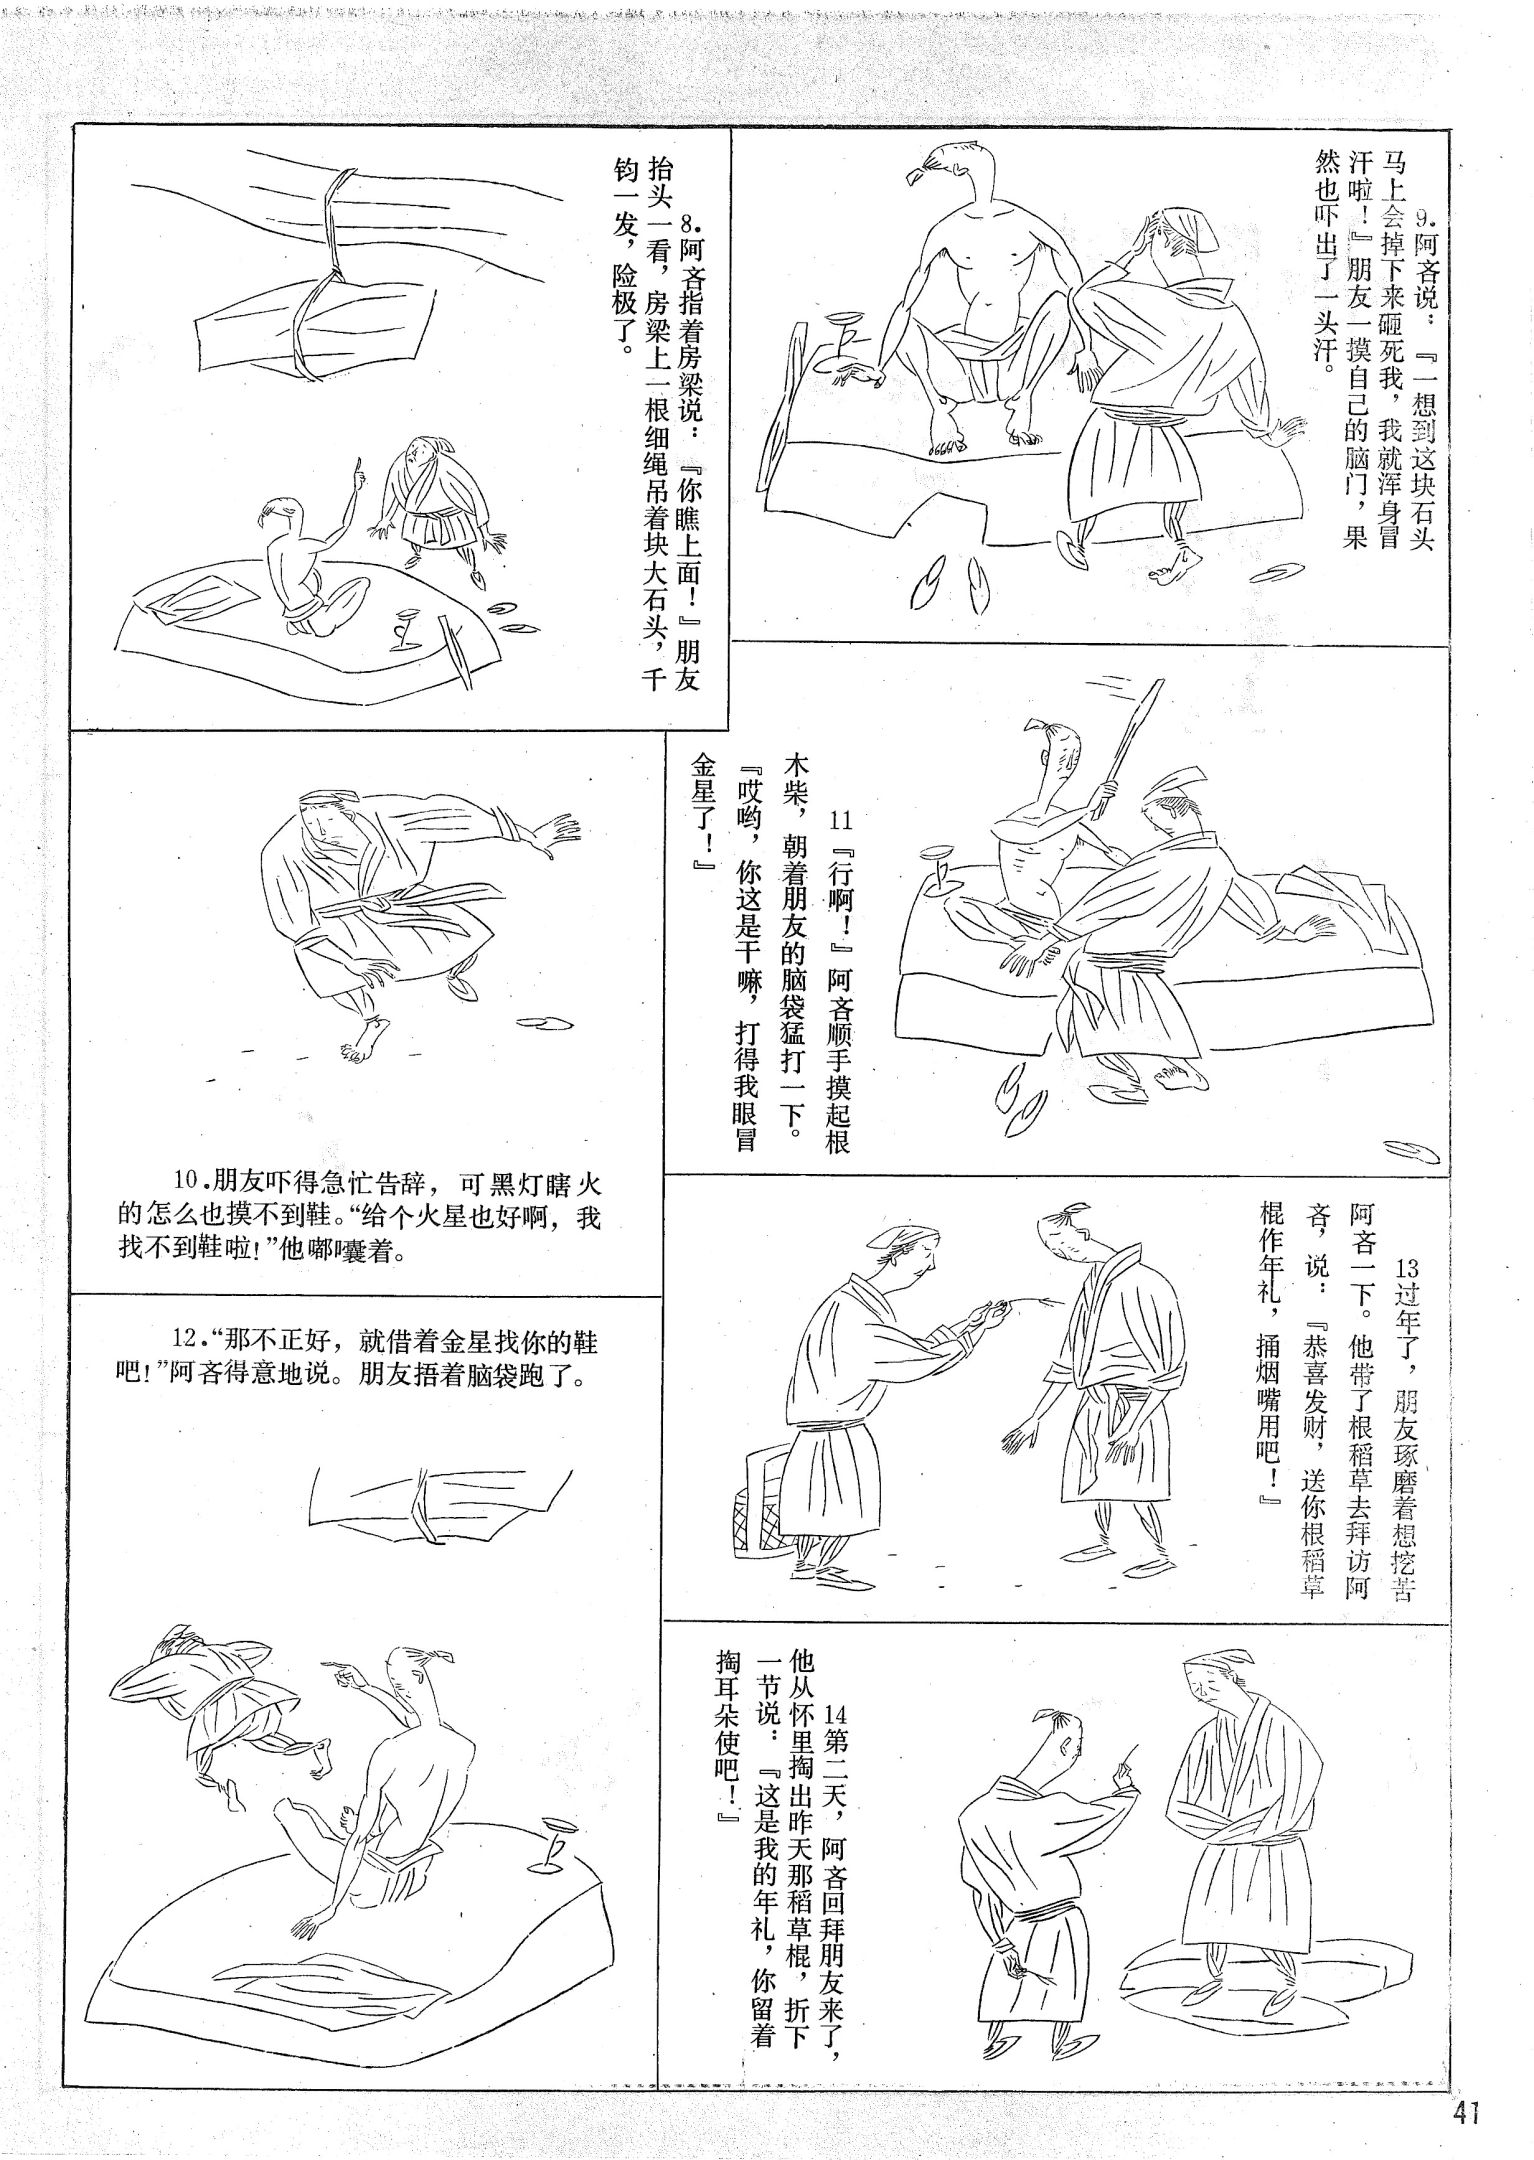 8.阿吝指着房梁说：『你瞧上面！』朋友
抬头一看，房梁上一根细绳吊着块大石头，千
钧一发，险极了。
9.阿吝说：『一想到这块石头
马上会掉下来砸死我，我就浑身冒
汗啦！』朋友一摸自己的脑门，果
然也吓出了一头汗。
10.朋友吓得急忙告辞，可黑灯瞎火
的怎么也摸不到鞋。“给个火星也好啊，我
找不到鞋啦！”他嘟囔着。
11『行啊！』阿吝顺手摸起根
木柴，朝着朋友的脑袋猛打一下。
『哎哟，你这是干嘛，打得我眼冒
金星了！』
12.“那不正好，就借着金星找你的鞋
吧！”阿吝得意地说。朋友捂着脑袋跑了。
13过年了，朋友琢磨着想挖苦
阿吝一下。他带了根稻草去拜访阿
吝，说：『恭喜发财，送你根稻草
棍作年礼，捅烟嘴用吧！』
14第二天，阿吝回拜朋友来了，
他从怀里掏出昨天那稻草棍，折下
一节说：『这是我的年礼，你留着
掏耳朵使吧！』
41